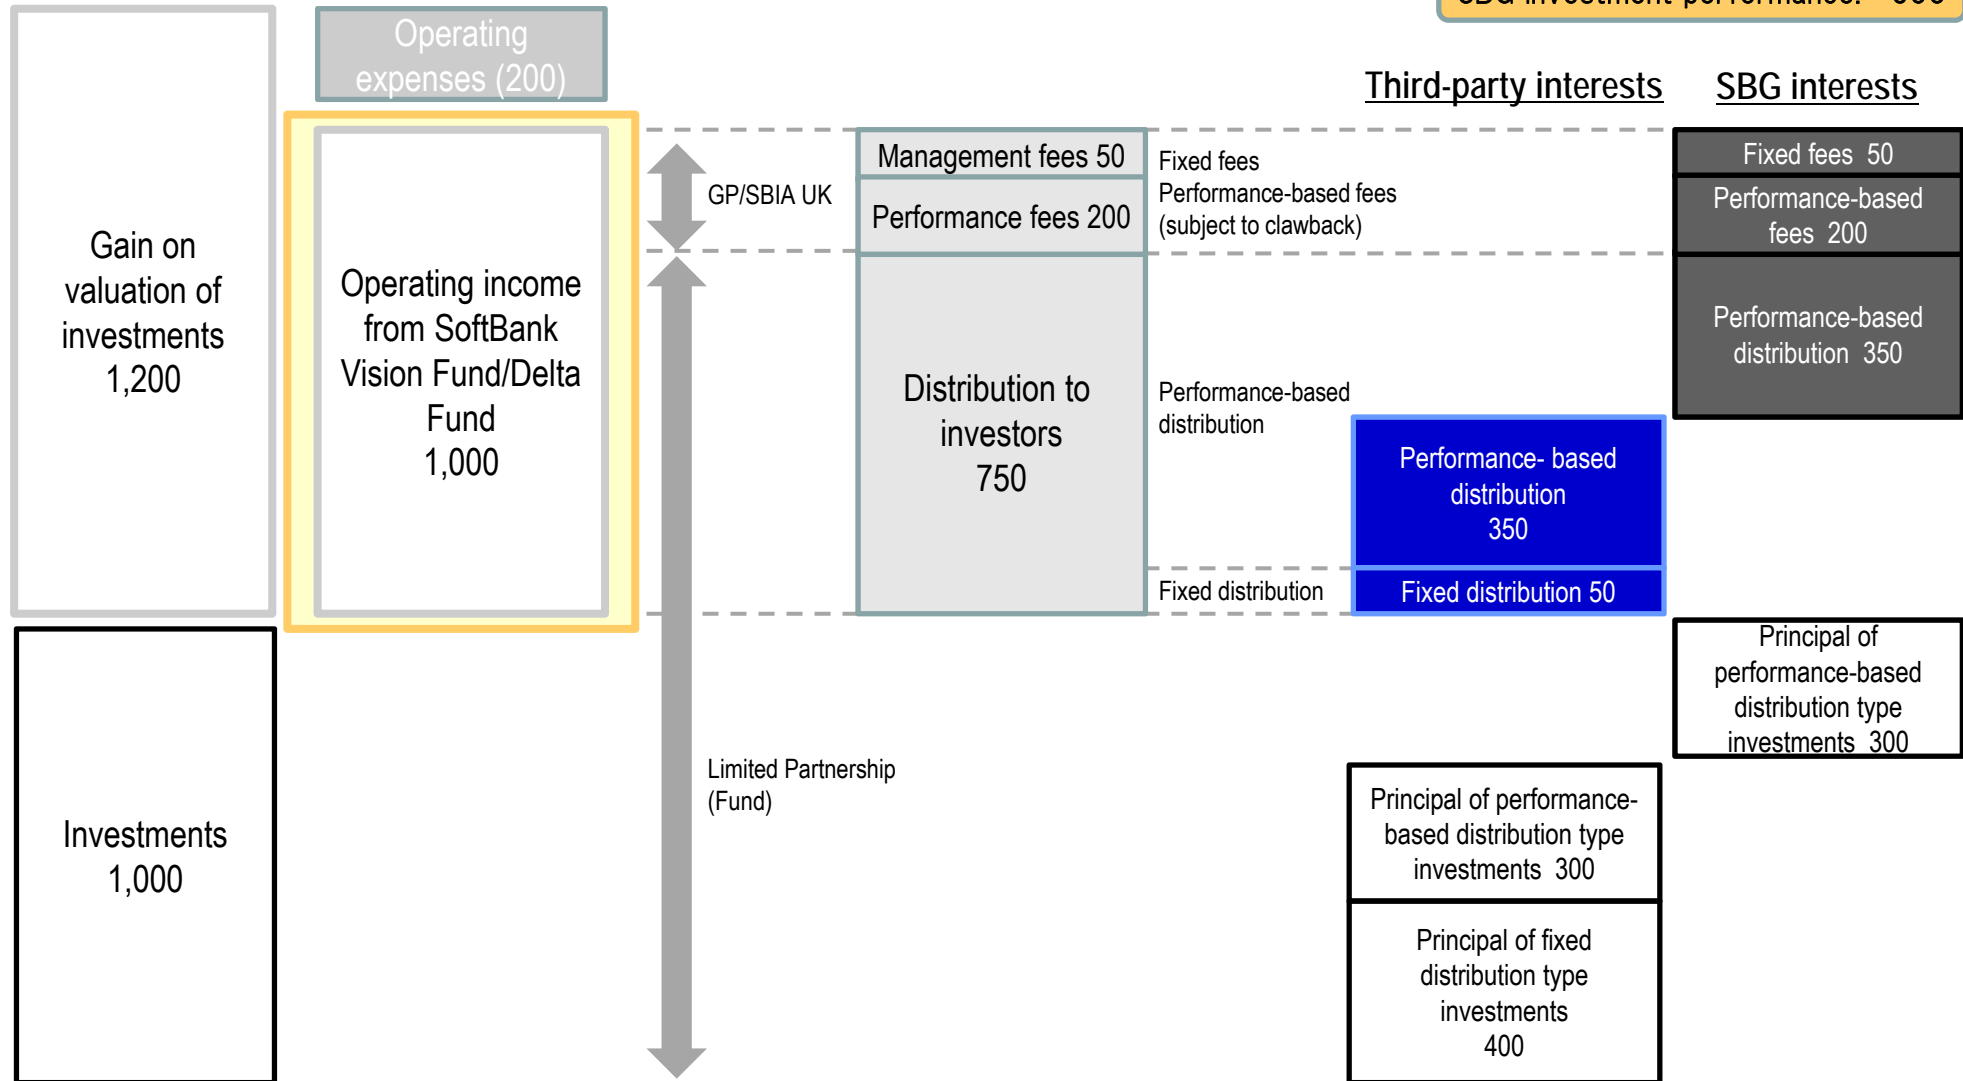 Operating
expenses (200)
Third-party interests
SBG interests
Gain on
valuation of
investments
1,200
Operating income
from SoftBank
Vision Fund/Delta
Fund
1,000
GP/SBIA UK
Management fees 50
Performance fees 200
Fixed fees
Performance-based fees
(subject to clawback)
Fixed fees 50
Performance-based
fees 200
Performance-based
distribution 350
Distribution to
investors
750
Performance-based
distribution
Performance- based
distribution
350
Fixed distribution
Fixed distribution 50
Principal of
performance-based
distribution type
investments 300
Investments
1,000
Limited Partnership
(Fund)
Principal of performance-
based distribution type
investments 300
Principal of fixed
distribution type
investments
400